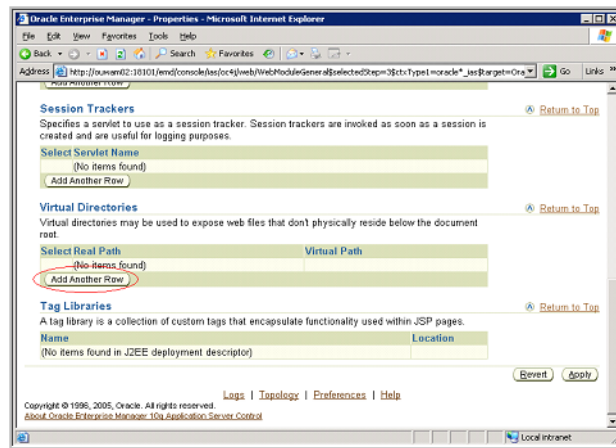 Oracle Enterprise Manager - Properties - Microsoft Internet Explorer
File Edit View Favorites Tools Help
Back Search Favorites
Address http://ouwam02:18101/emd/console/ias/oc4j/web/WebModuleGeneral$selectedStep=3$ctxType1=oracle*_ias$target=Ora Go Links »
Session Trackers Return to Top
Specifies a servlet to use as a session tracker. Session trackers are invoked as soon as a session is
created and are useful for logging purposes.
Select Servlet Name
(No items found)
Add Another Row
Virtual Directories Return to Top
Virtual directories may be used to expose web files that don't physically reside below the document
root.
Select Real Path Virtual Path
(No items found)
Add Another Row
Tag Libraries Return to Top
A tag library is a collection of custom tags that encapsulate functionality used within JSP pages.
Name Location
(No items found in J2EE deployment descriptor)
Revert Apply
Logs | Topology | Preferences | Help
Copyright © 1996, 2005, Oracle. All rights reserved.
About Oracle Enterprise Manager 10g Application Server Control
Local intranet